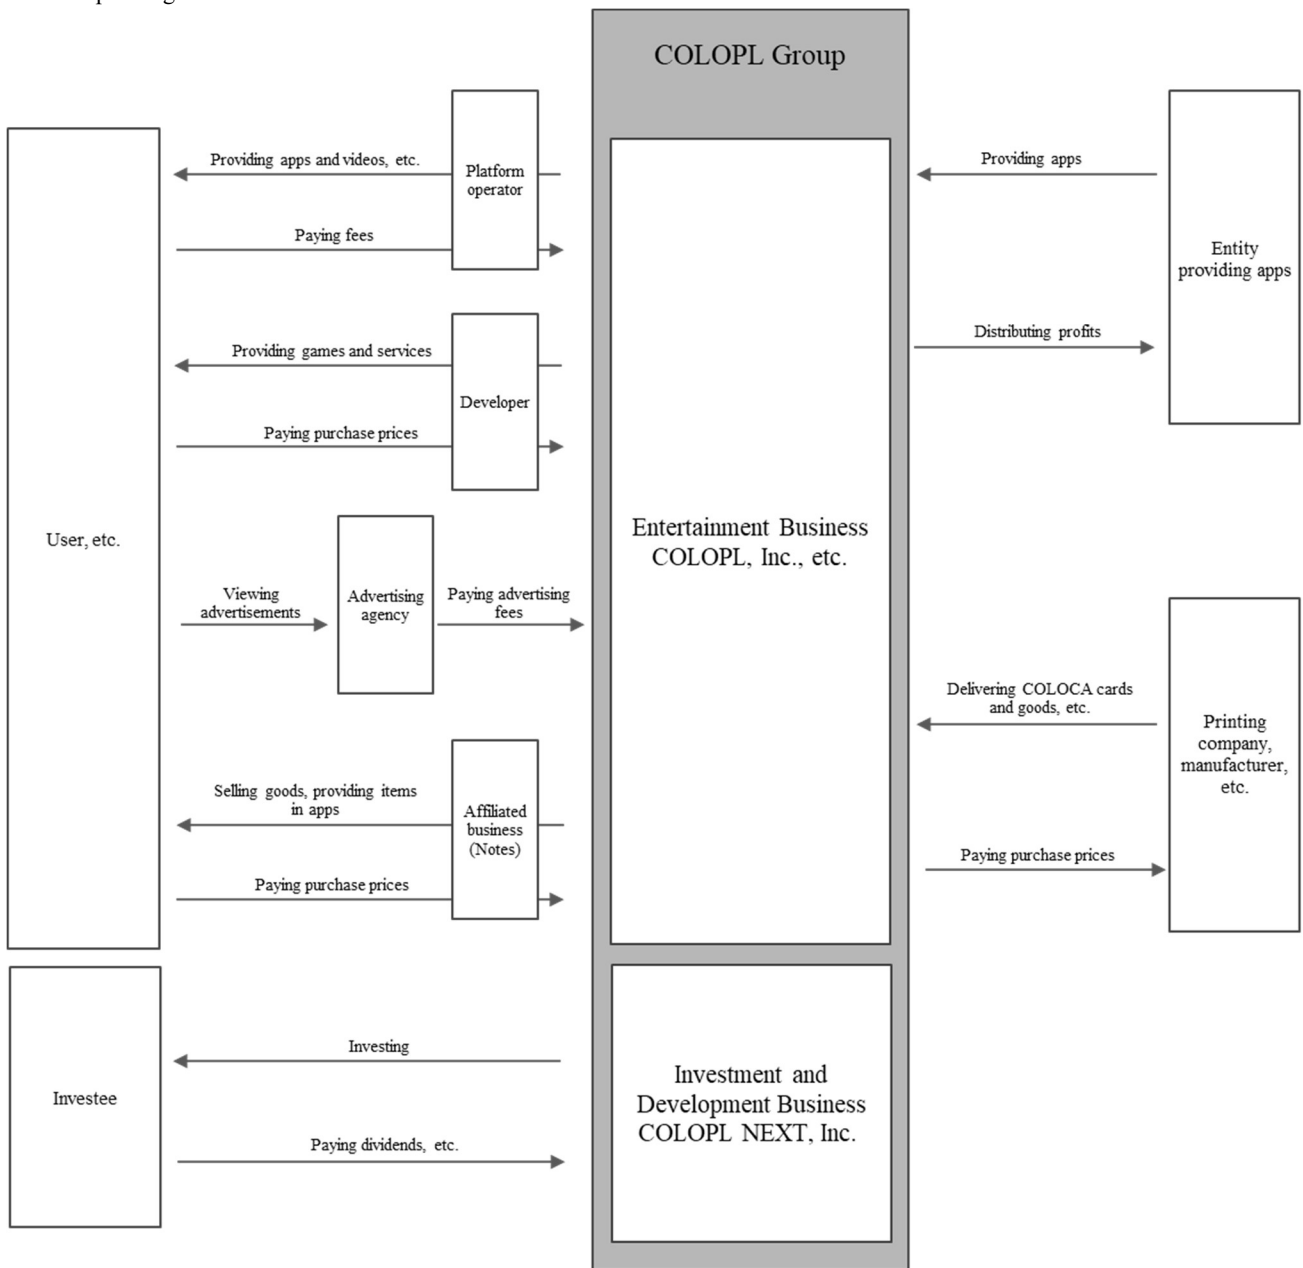 COLOPL Group
Providing apps and videos, etc.
Platform
operator
Paying fees
Providing apps
Entity
providing apps
Distributing profits
Providing games and services
Developer
Paying purchase prices
User, etc.
Entertainment Business
COLOPL, Inc., etc.
Viewing
advertisements
Advertising
agency
Paying advertising
fees
Delivering COLOCA cards
and goods, etc.
Printing
company,
manufacturer,
etc.
Selling goods, providing items
in apps
Affiliated
business
(Notes)
Paying purchase prices
Paying purchase prices
Investing
Investee
Investment and
Development Business
COLOPL NEXT, Inc.
Paying dividends, etc.